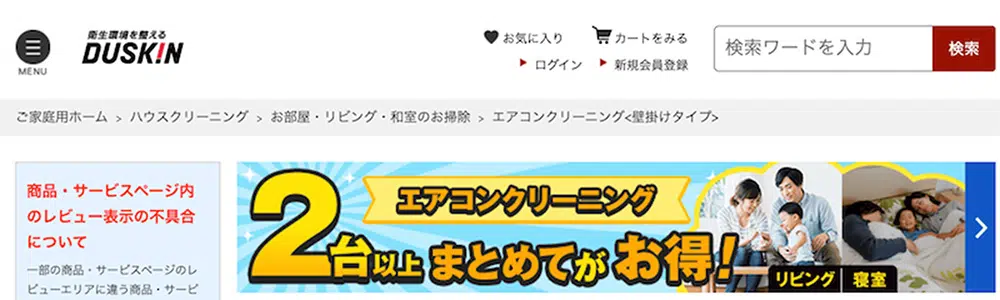 MENU
衛生環境を整える
DUSKIN
お気に入り
カートをみる
ログイン
新規会員登録
検索ワードを入力
検索
ご家庭用ホーム > ハウスクリーニング > お部屋・リビング・和室のお掃除 > エアコンクリーニング<壁掛けタイプ>
商品・サービスページ内
のレビュー表示の不具合
について
一部の商品・サービスページのレ
ビューエリアに違う商品・サービ
エアコンクリーニング
2台以上まとめてがお得!
リビング
寝室